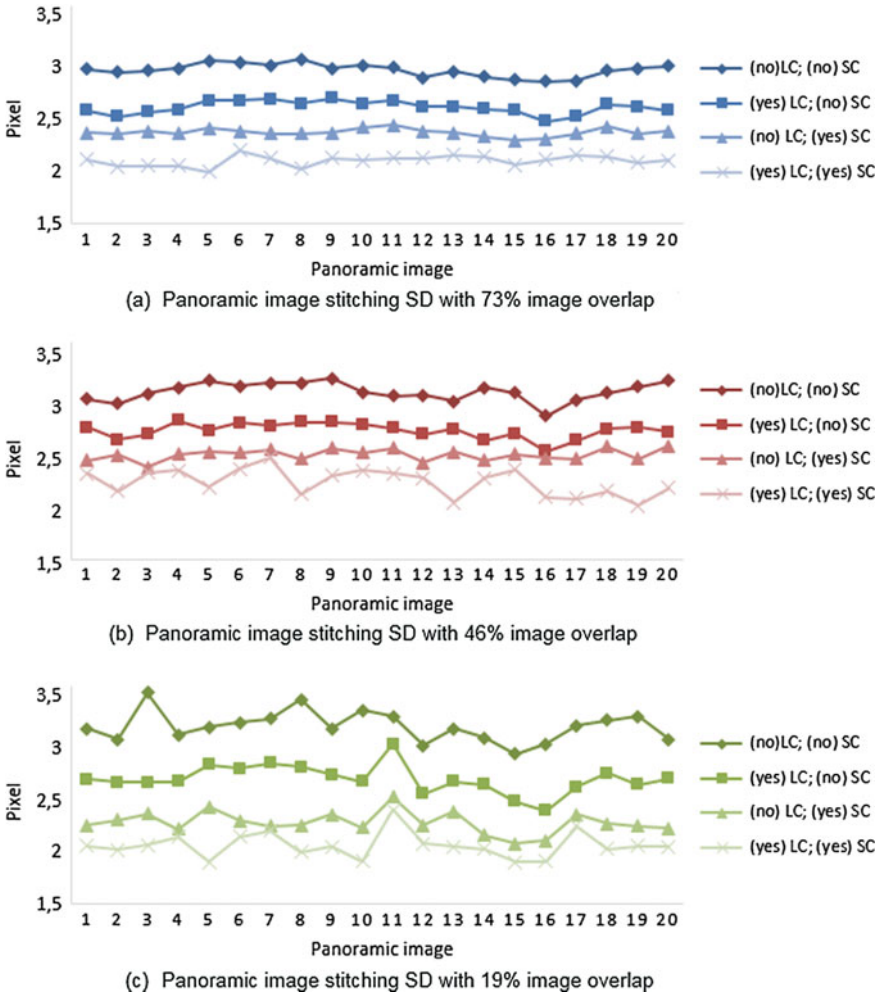 3,5
3
2,5
2
1,5
Pixel
1 2 3 4 5 6 7 8 9 10 11 12 13 14 15 16 17 18 19 20
Panoramic image
(no)LC; (no) SC
(yes) LC; (no) SC
(no) LC; (yes) SC
(yes) LC; (yes) SC
(a) Panoramic image stitching SD with 73% image overlap
3,5
3
2,5
2
1,5
Pixel
1 2 3 4 5 6 7 8 9 10 11 12 13 14 15 16 17 18 19 20
Panoramic image
(no)LC; (no) SC
(yes) LC; (no) SC
(no) LC; (yes) SC
(yes) LC; (yes) SC
(b) Panoramic image stitching SD with 46% image overlap
3,5
3
2,5
2
1,5
Pixel
1 2 3 4 5 6 7 8 9 10 11 12 13 14 15 16 17 18 19 20
Panoramic image
(no)LC; (no) SC
(yes) LC; (no) SC
(no) LC; (yes) SC
(yes) LC; (yes) SC
(c) Panoramic image stitching SD with 19% image overlap